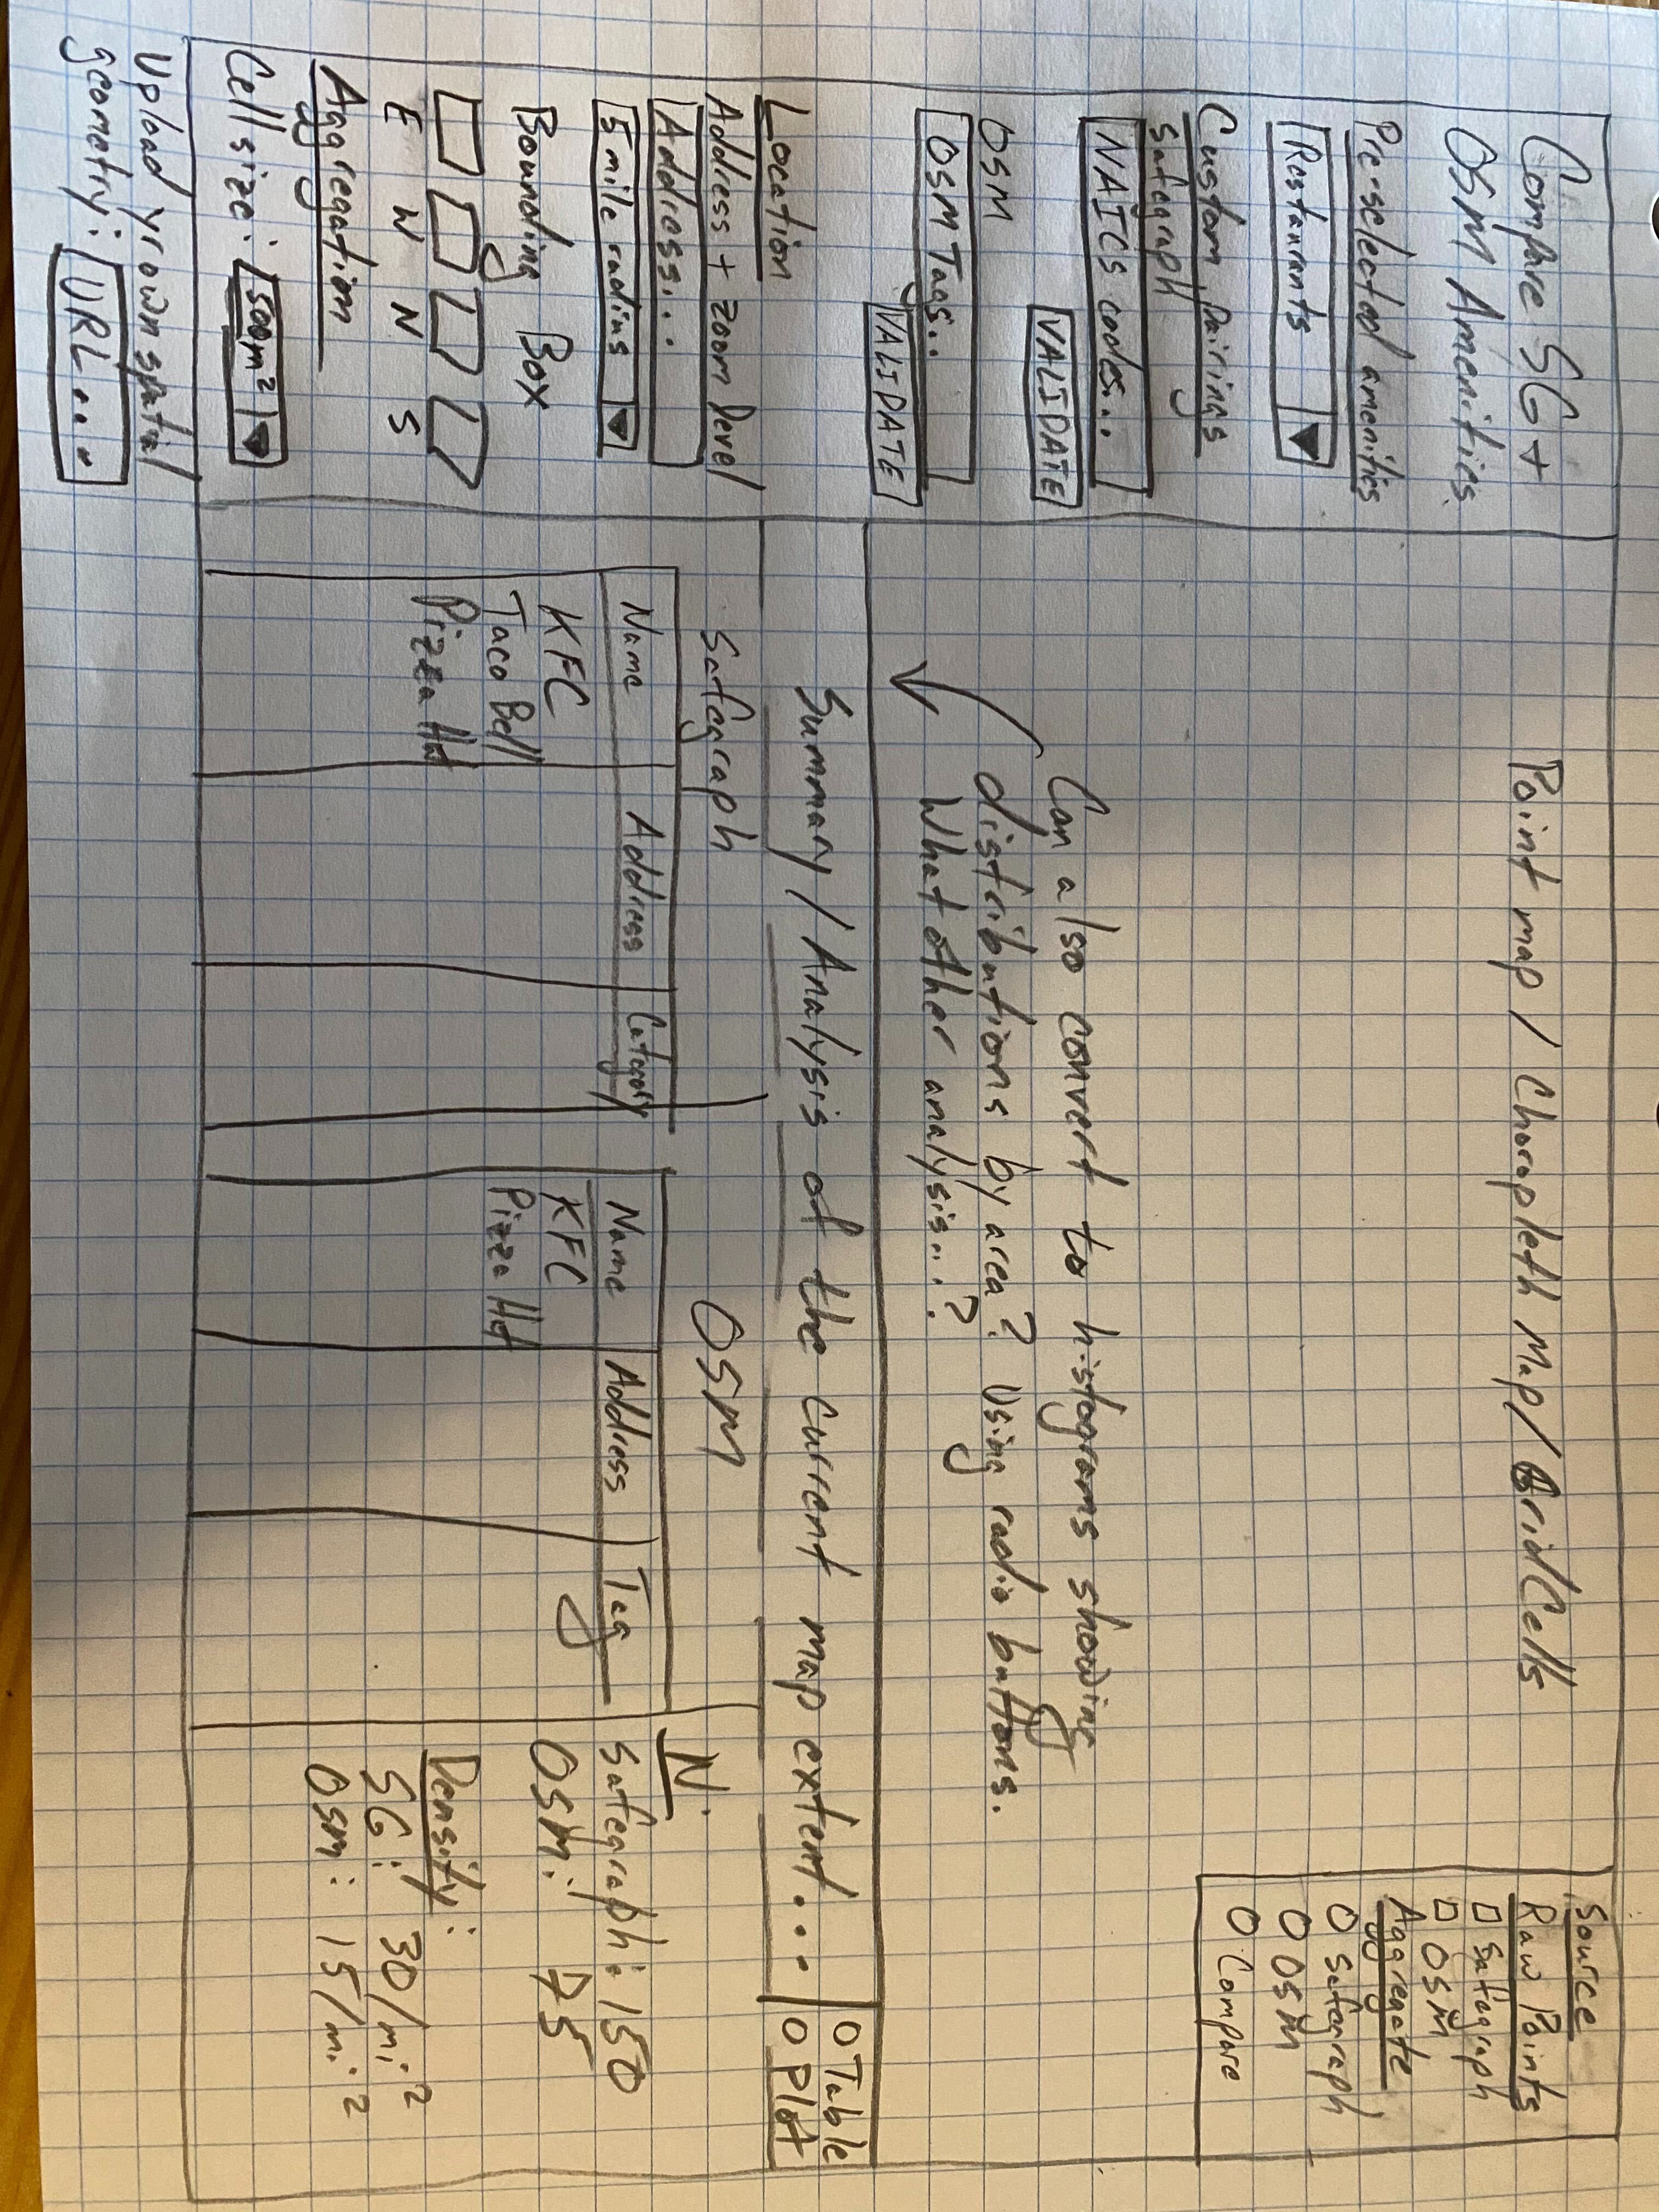 Compare SG +
OSM Amenities
Pre-selected amenities
Restaurants
Custom Pairings
Safegraph
NAICS codes...
VALIDATE
OSM
OSM Tags..
VALIDATE
Location
Address + zoom level
Address...
5 mile radius
Bounding Box
E W N S
Aggregation
Cell size: 500m²
Upload yr own spatial
geometry: URL...
Point map / Choropleth Map / Grid Cells
Source
Raw Points
Safegraph
OSM
Aggregate
Safegraph
OSM
Compare
Can also convert to histograms showing
distributions by area? Using radio buttons.
What other analysis...?
Summary / Analysis of the current map extent...
Table
Plot
Safegraph
Name Address Category
KFC
Taco Bell
Pizza Hut
OSM
Name Address Tag
KFC
Pizza Hut
N:
Safegraph: 150
OSM: 75
Density:
SG: 30/mi²
OSM: 15/mi²